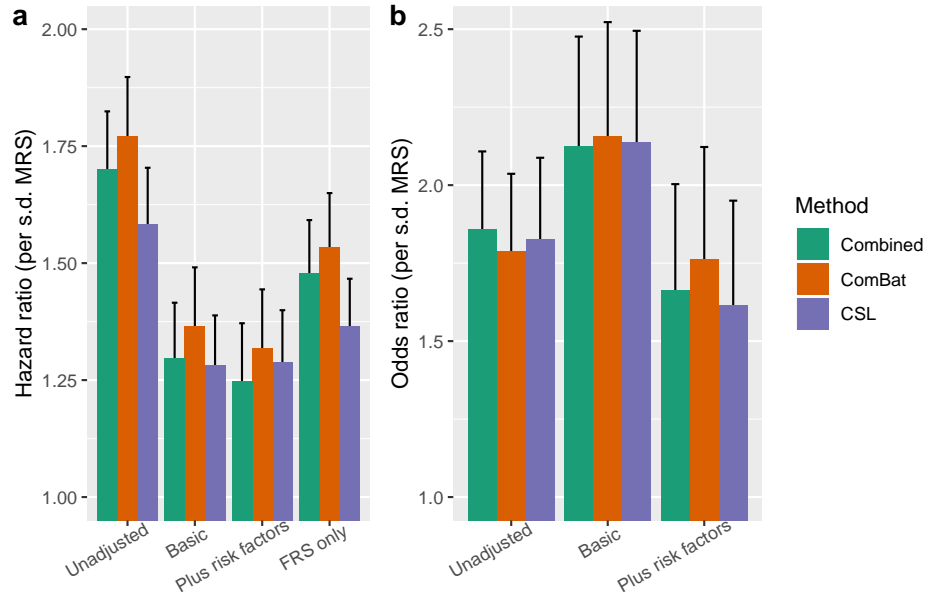 a
2.00
1.75
1.50
1.25
1.00
Hazard ratio (per s.d. MRS)
Unadjusted
Basic
Plus risk factors
FRS only
b
2.5
2.0
1.5
1.0
Odds ratio (per s.d. MRS)
Unadjusted
Basic
Plus risk factors
Method
Combined
ComBat
CSL